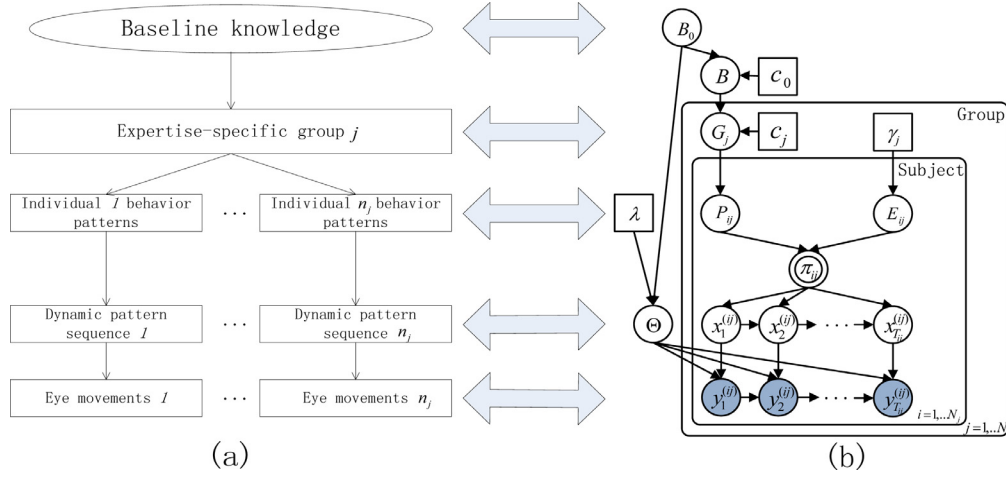 Baseline knowledge
Expertise-specific group j
Individual 1 behavior
patterns
...
Individual n_j behavior
patterns
Dynamic pattern
sequence 1
...
Dynamic pattern
sequence n_j
Eye movements 1
...
Eye movements n_j
(a)
B_0
B
c_0
Group
G_j
c_j
γ_j
Subject
λ
P_ij
E_ij
π_ij
Θ
x_1^(ij)
x_2^(ij)
...
x_T_ij^(ij)
y_1^(ij)
y_2^(ij)
...
y_T_ij^(ij)
i=1,..N_j
j=1,..N
(b)